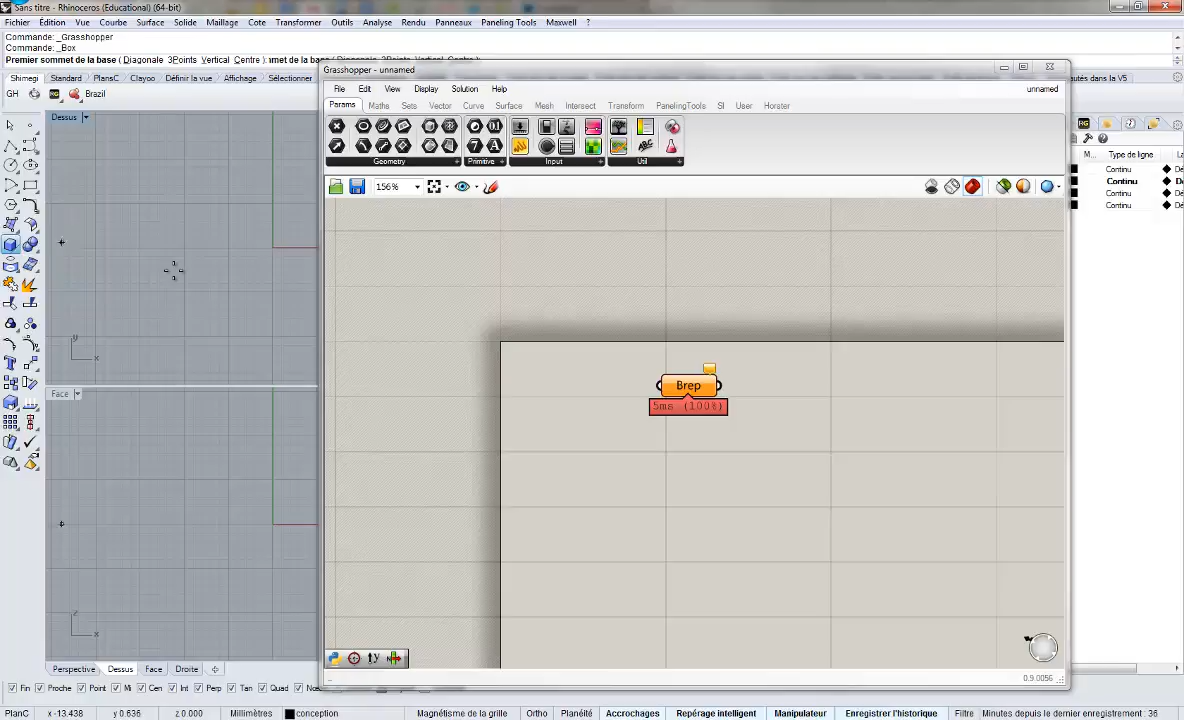 Sans titre - Rhinoceros (Educational) (64-bit)
Fichier Édition Vue Courbe Surface Solide Maillage Cote Transformer Outils Analyse Rendu Panneaux Paneling Tools Maxwell ?
Commande: _Grasshopper
Commande: _Box
Premier sommet de la base ( Diagonale 3Points Vertical Centre ):
Shimegi Standard PlansC Clayoo Définir la vue Affichage Sélectionner
GH Brazil
Dessus
y
x
Face
z
x
Perspective Dessus Face Droite
Grasshopper - unnamed
File Edit View Display Solution Help unnamed
Params Maths Sets Vector Curve Surface Mesh Intersect Transform PanelingTools SI User Horster
Geometry Primitive Input Util
156%
Brep
5ms (100%)
0.9.0056
autés dans la V5
M... Type de ligne
Continu
Continu
Continu
Continu
Fin Proche Point Mi Cen Int Perp Tan Quad
PlanC x -13.438 y 0.636 z 0.000 Millimètres conception Magnétisme de la grille Ortho Planéité Accrochages Repérage intelligent Manipulateur Enregistrer l'historique Filtre Minutes depuis le dernier enregistrement : 36